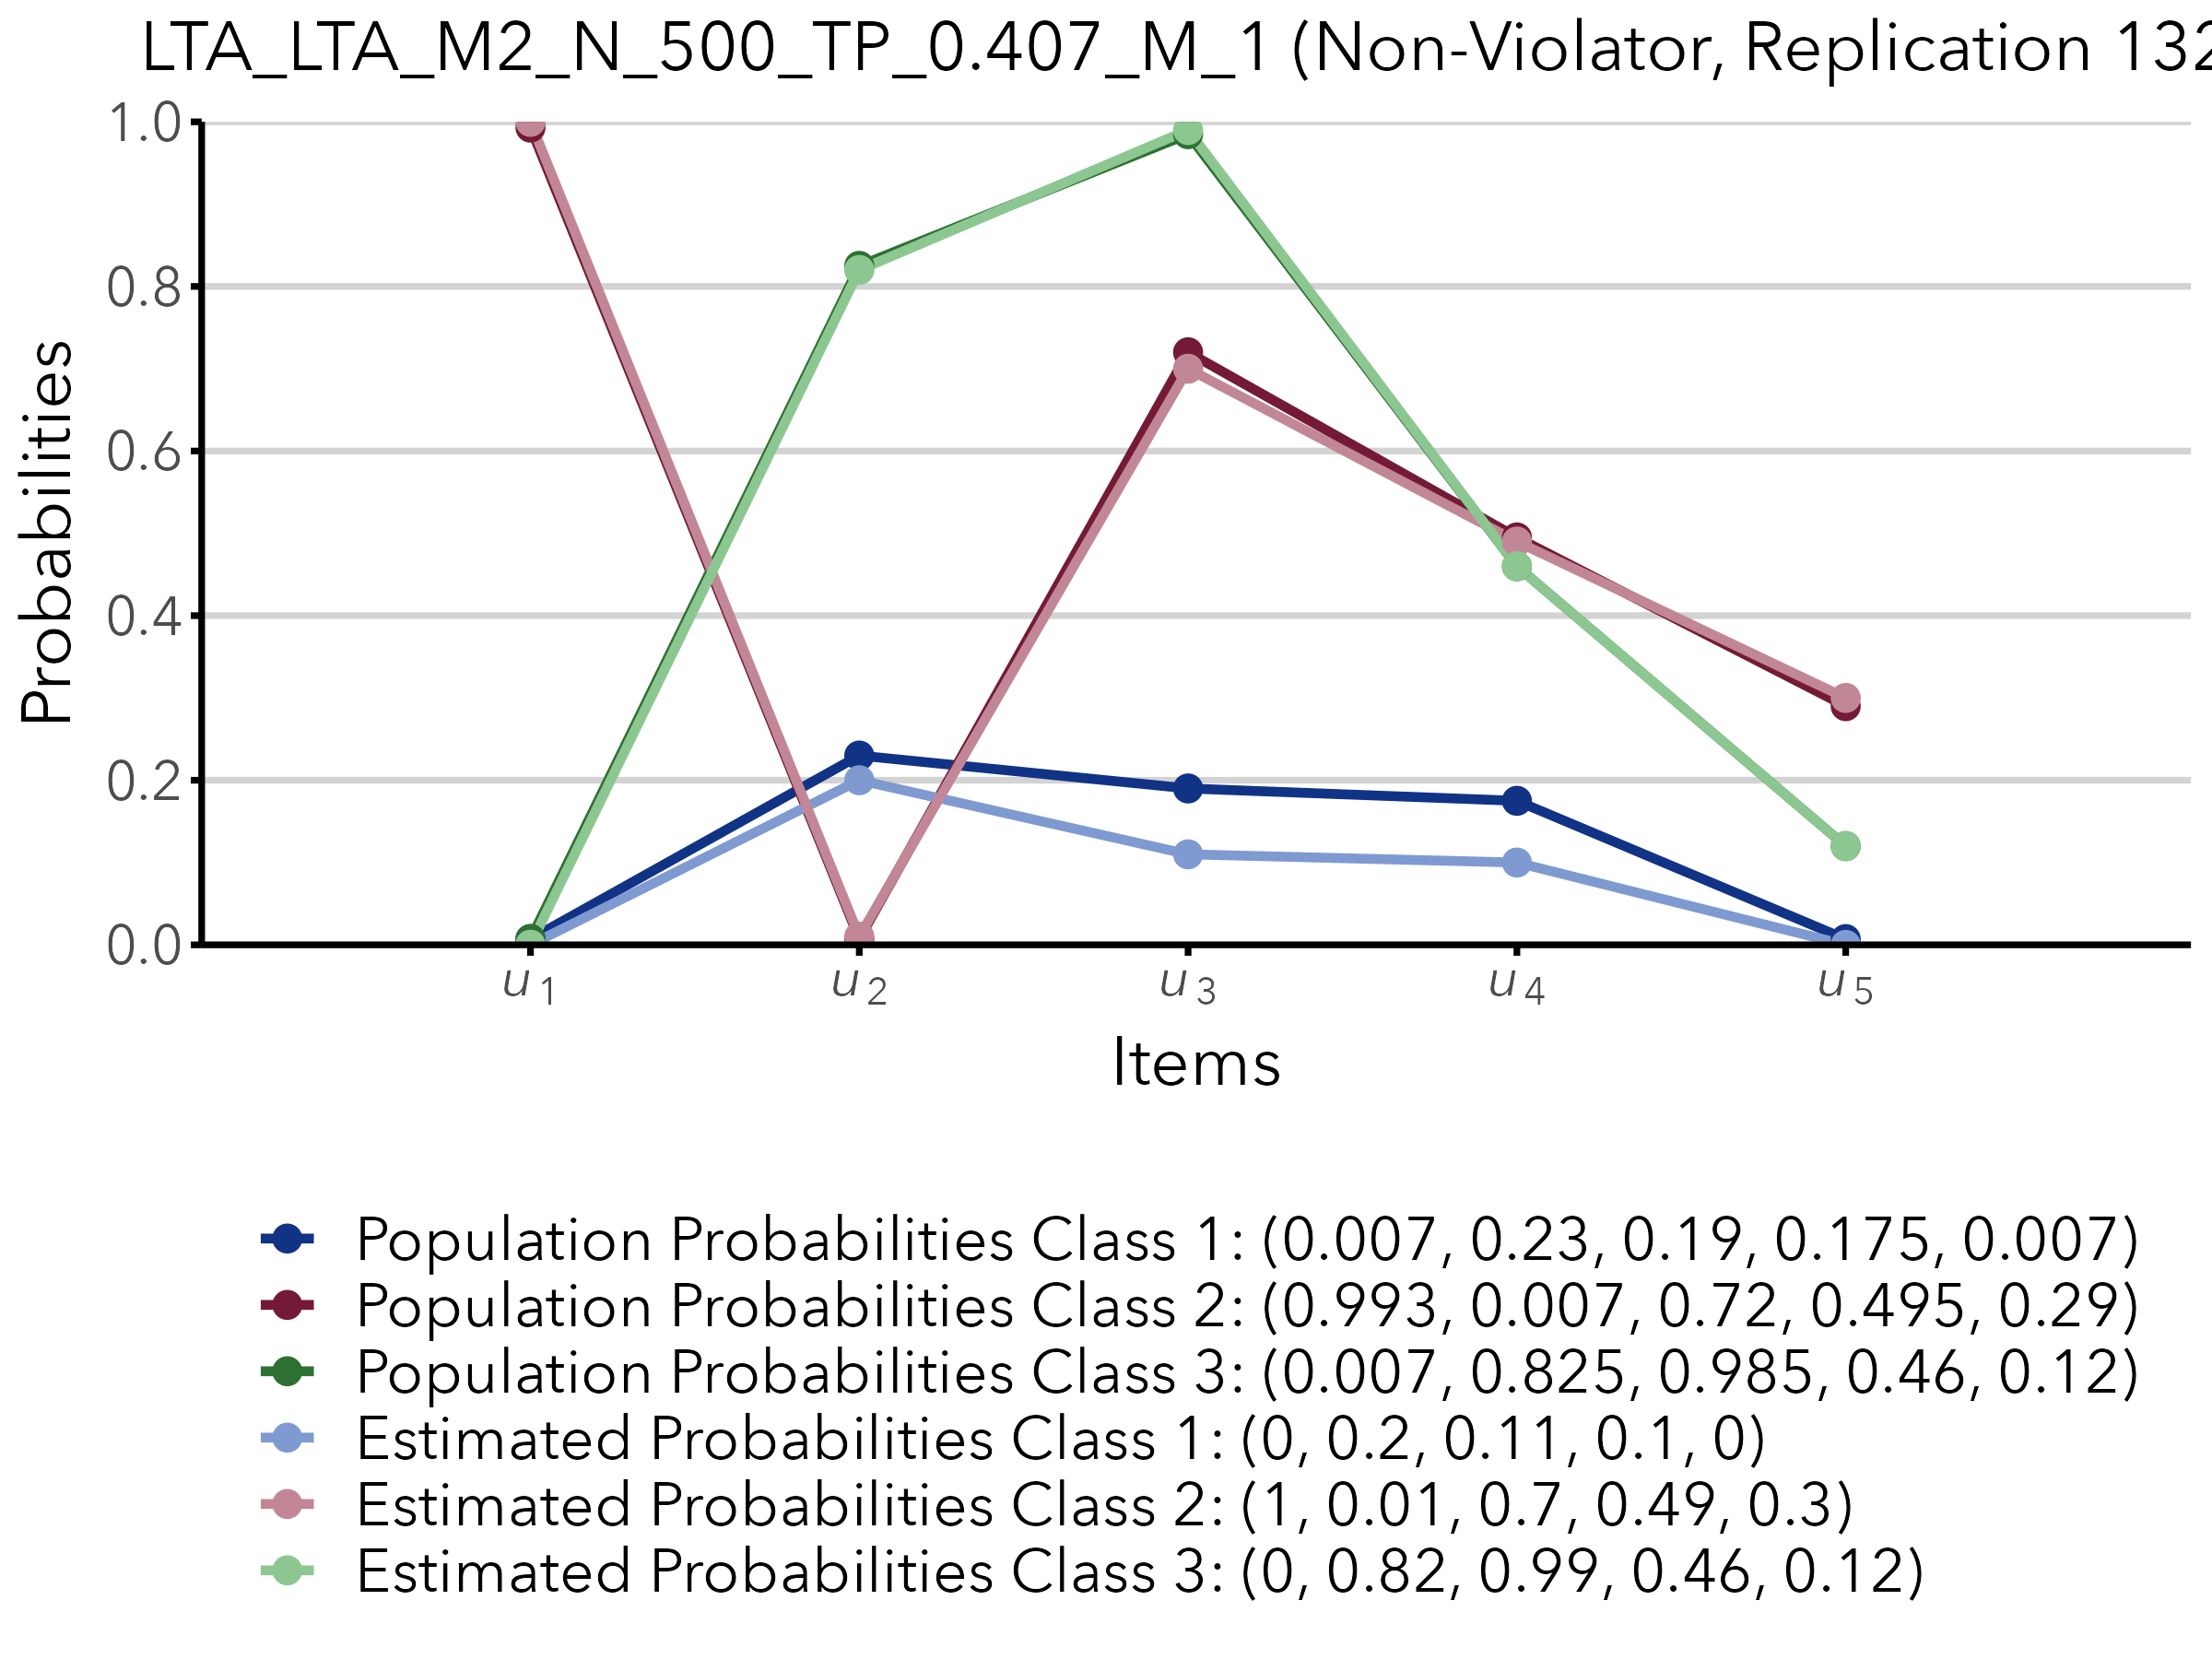 LTA_LTA_M2_N_500_TP_0.407_M_1 (Non-Violator, Replication 132
1.0
0.8
0.6
0.4
0.2
0.0
Probabilities
u1 u2 u3 u4 u5
Items
Population Probabilities Class 1: (0.007, 0.23, 0.19, 0.175, 0.007)
Population Probabilities Class 2: (0.993, 0.007, 0.72, 0.495, 0.29)
Population Probabilities Class 3: (0.007, 0.825, 0.985, 0.46, 0.12)
Estimated Probabilities Class 1: (0, 0.2, 0.11, 0.1, 0)
Estimated Probabilities Class 2: (1, 0.01, 0.7, 0.49, 0.3)
Estimated Probabilities Class 3: (0, 0.82, 0.99, 0.46, 0.12)